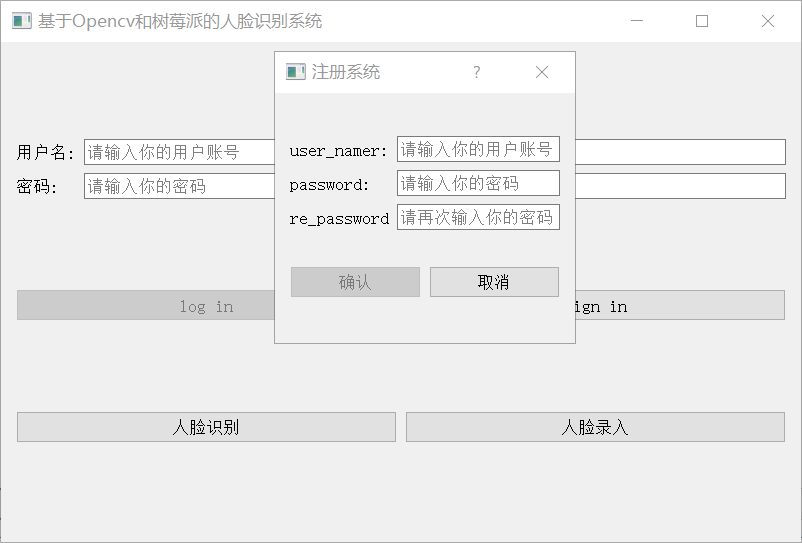 基于Opencv和树莓派的人脸识别系统
注册系统
?
用户名:
请输入你的用户账号
密码:
请输入你的密码
user_namer:
请输入你的用户账号
password:
请输入你的密码
re_password
请再次输入你的密码
确认
取消
log in
ign in
人脸识别
人脸录入